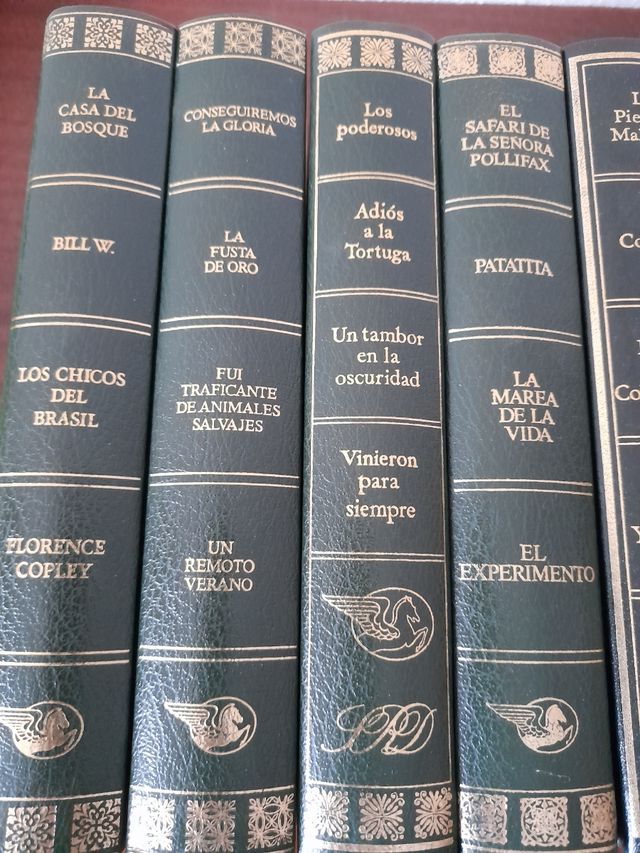 LA
CASA DEL
BOSQUE
BILL W.
LOS CHICOS
DEL
BRASIL
FLORENCE
COPLEY
CONSEGUIREMOS
LA GLORIA
LA
FUSTA
DE ORO
FUI
TRAFICANTE
DE ANIMALES
SALVAJES
UN
REMOTO
VERANO
Los
poderosos
Adiós
a la
Tortuga
Un tambor
en la
oscuridad
Vinieron
para
siempre
SRD
EL
SAFARI DE
LA SEÑORA
POLLIFAX
PATATITA
LA
MAREA
DE LA
VIDA
EL
EXPERIMENTO